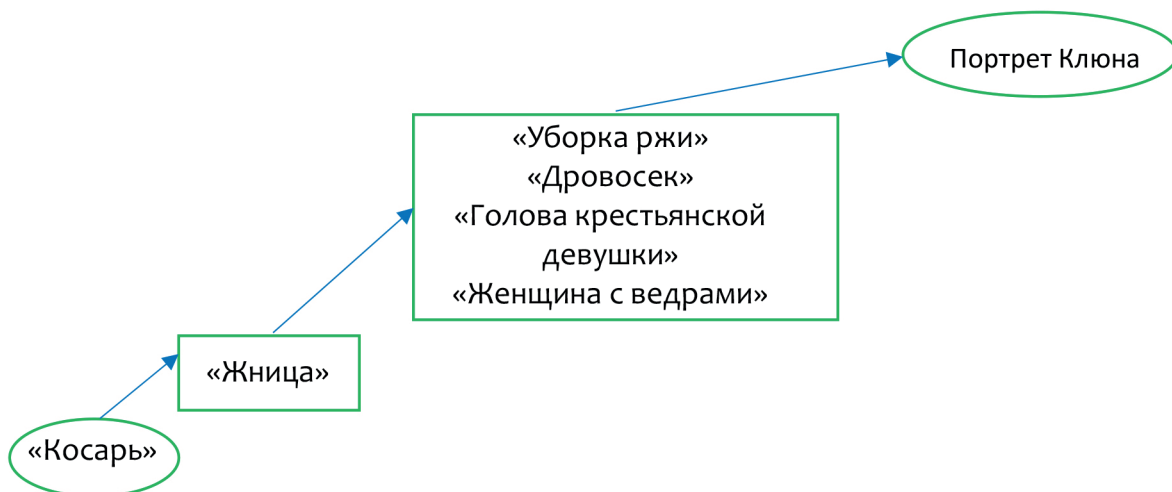 Портрет Клюна
«Уборка ржи»
«Дровосек»
«Голова крестьянской
девушки»
«Женщина с ведрами»
«Жница»
«Косарь»